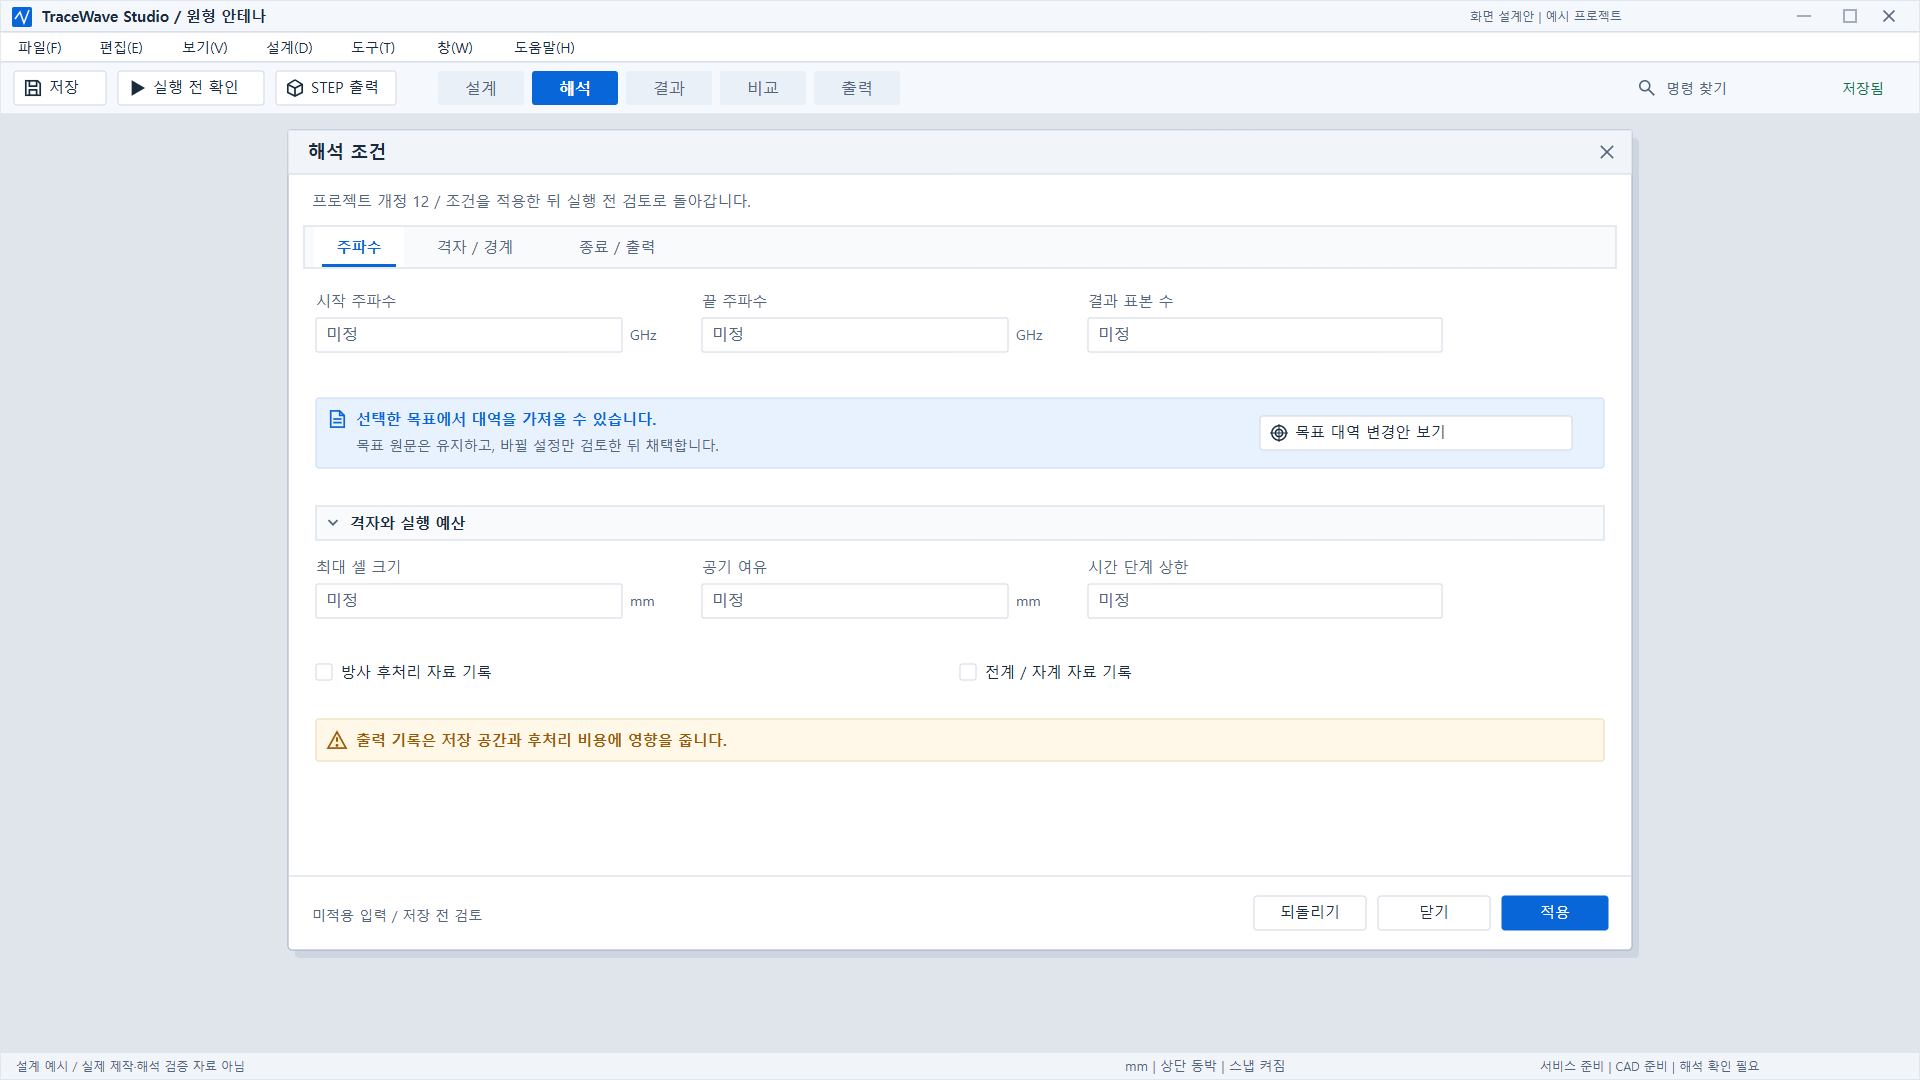 TraceWave Studio / 원형 안테나
화면 설계안 | 예시 프로젝트
파일(F) 편집(E) 보기(V) 설계(D) 도구(T) 창(W) 도움말(H)
저장 실행 전 확인 STEP 출력 설계 해석 결과 비교 출력 명령 찾기 저장됨
해석 조건
프로젝트 개정 12 / 조건을 적용한 뒤 실행 전 검토로 돌아갑니다.
주파수 격자 / 경계 종료 / 출력
시작 주파수 끝 주파수 결과 표본 수
미정 GHz 미정 GHz 미정
선택한 목표에서 대역을 가져올 수 있습니다.
목표 원문은 유지하고, 바뀔 설정만 검토한 뒤 채택합니다.
목표 대역 변경안 보기
격자와 실행 예산
최대 셀 크기 공기 여유 시간 단계 상한
미정 mm 미정 mm 미정
방사 후처리 자료 기록 전계 / 자계 자료 기록
출력 기록은 저장 공간과 후처리 비용에 영향을 줍니다.
미적용 입력 / 저장 전 검토
되돌리기 닫기 적용
설계 예시 / 실제 제작·해석 검증 자료 아님
mm | 상단 동박 | 스냅 켜짐
서비스 준비 | CAD 준비 | 해석 확인 필요